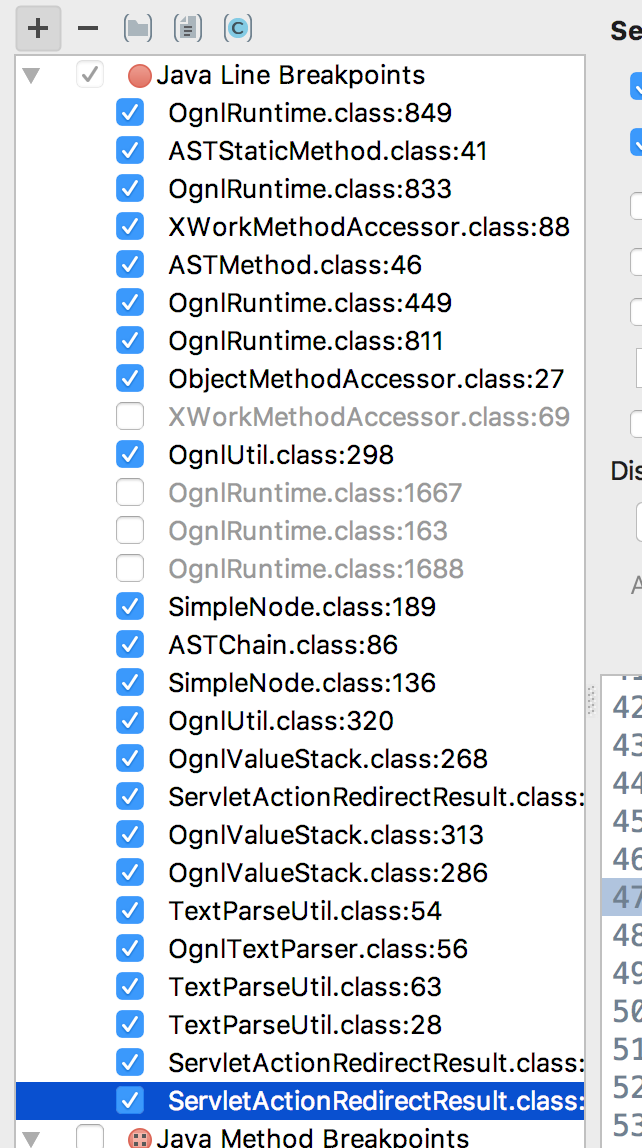 C
Se
Java Line Breakpoints
OgnlRuntime.class:849
ASTStaticMethod.class:41
OgnlRuntime.class:833
XWorkMethodAccessor.class:88
ASTMethod.class:46
OgnlRuntime.class:449
OgnlRuntime.class:811
ObjectMethodAccessor.class:27
XWorkMethodAccessor.class:69
OgnlUtil.class:298
Dis
OgnlRuntime.class:1667
OgnlRuntime.class:163
OgnlRuntime.class:1688
A
SimpleNode.class:189
ASTChain.class:86
SimpleNode.class:136
42
OgnlUtil.class:320
43
OgnlValueStack.class:268
44
ServletActionRedirectResult.class:
45
OgnlValueStack.class:313
46
OgnlValueStack.class:286
47
TextParseUtil.class:54
48
OgnlTextParser.class:56
49
TextParseUtil.class:63
50
TextParseUtil.class:28
51
ServletActionRedirectResult.class:
52
ServletActionRedirectResult.class:
53
Java Method Breakpoints